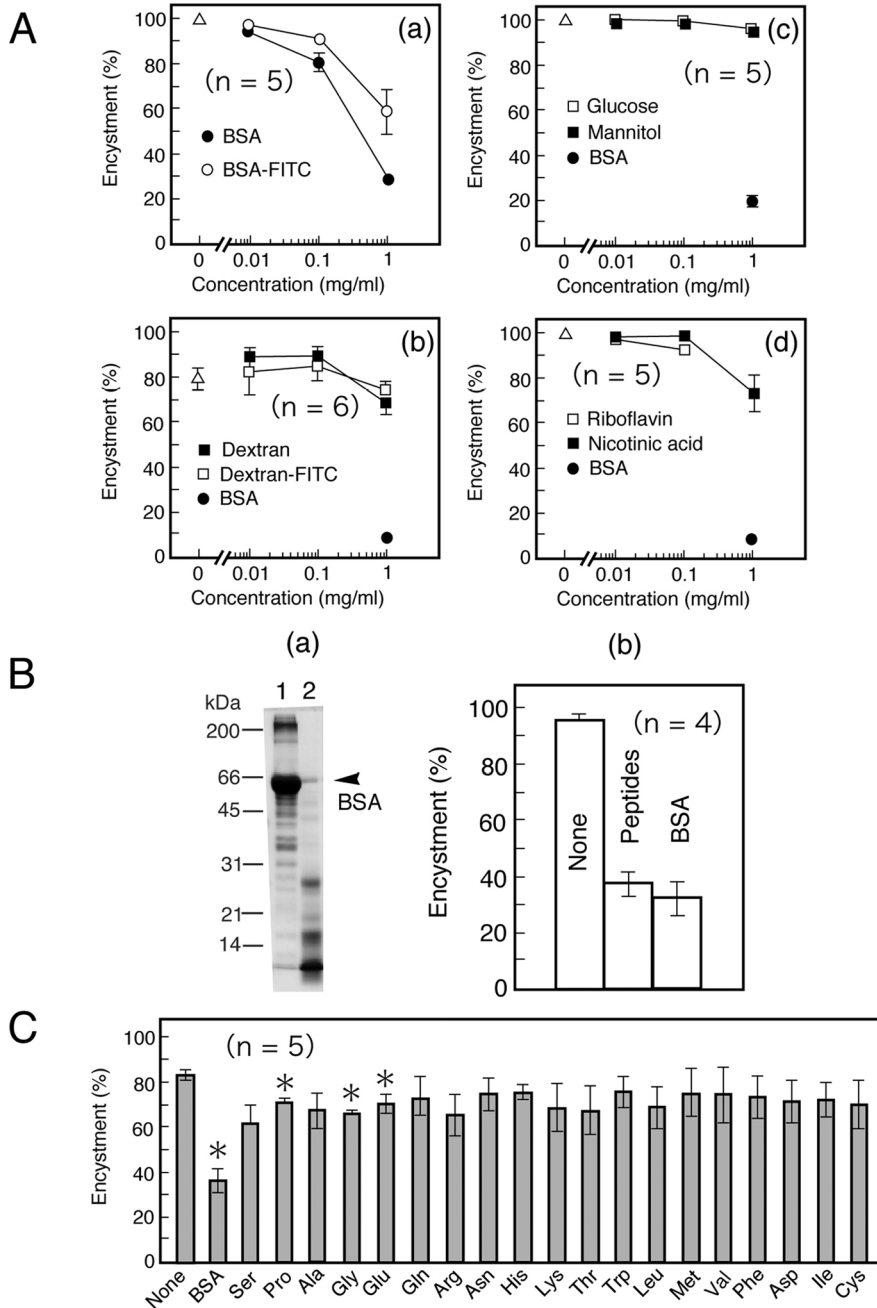 A
(a)
Encystment (%)
100
80
60
40
20
0
(n = 5)
BSA
BSA-FITC
0
0.01
0.1
1
Concentration (mg/ml)
(c)
Encystment (%)
100
80
60
40
20
0
(n = 5)
Glucose
Mannitol
BSA
0
0.01
0.1
1
Concentration (mg/ml)
(b)
Encystment (%)
100
80
60
40
20
0
(n = 6)
Dextran
Dextran-FITC
BSA
0
0.01
0.1
1
Concentration (mg/ml)
(d)
Encystment (%)
100
80
60
40
20
0
(n = 5)
Riboflavin
Nicotinic acid
BSA
0
0.01
0.1
1
Concentration (mg/ml)
B
(a)
kDa
1 2
200
66
45
31
21
14
BSA
(b)
Encystment (%)
100
80
60
40
20
0
(n = 4)
None
Peptides
BSA
C
Encystment (%)
100
80
60
40
20
0
(n = 5)
*
*
*
*
None BSA Ser Pro Ala Gly Glu Gln Arg Asn His Lys Thr Trp Leu Met Val Phe Asp Ile Cys